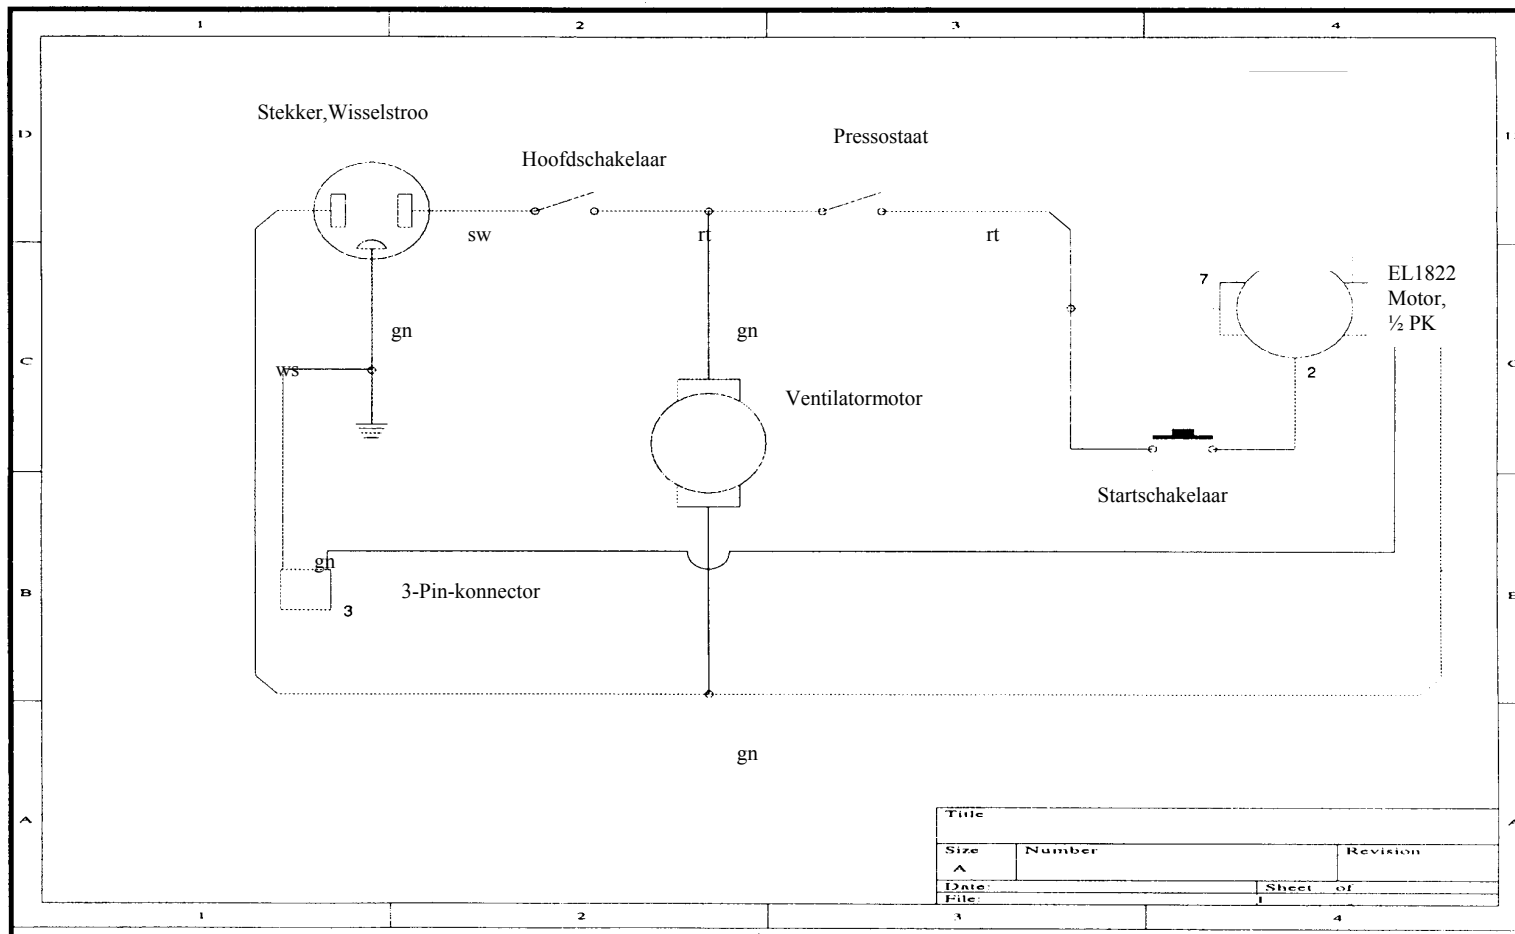 1 2 3 4
D
Stekker,Wisselstroo
Hoofdschakelaar
Pressostaat
sw
rt
rt
7
EL1822
Motor,
½ PK
gn
gn
C
C
ws
2
Ventilatormotor
Startschakelaar
gn
B
3-Pin-konnector
3
gn
A
Title
Size
Number
Revision
A
Date:
Sheet of
File:
1 2 3 4